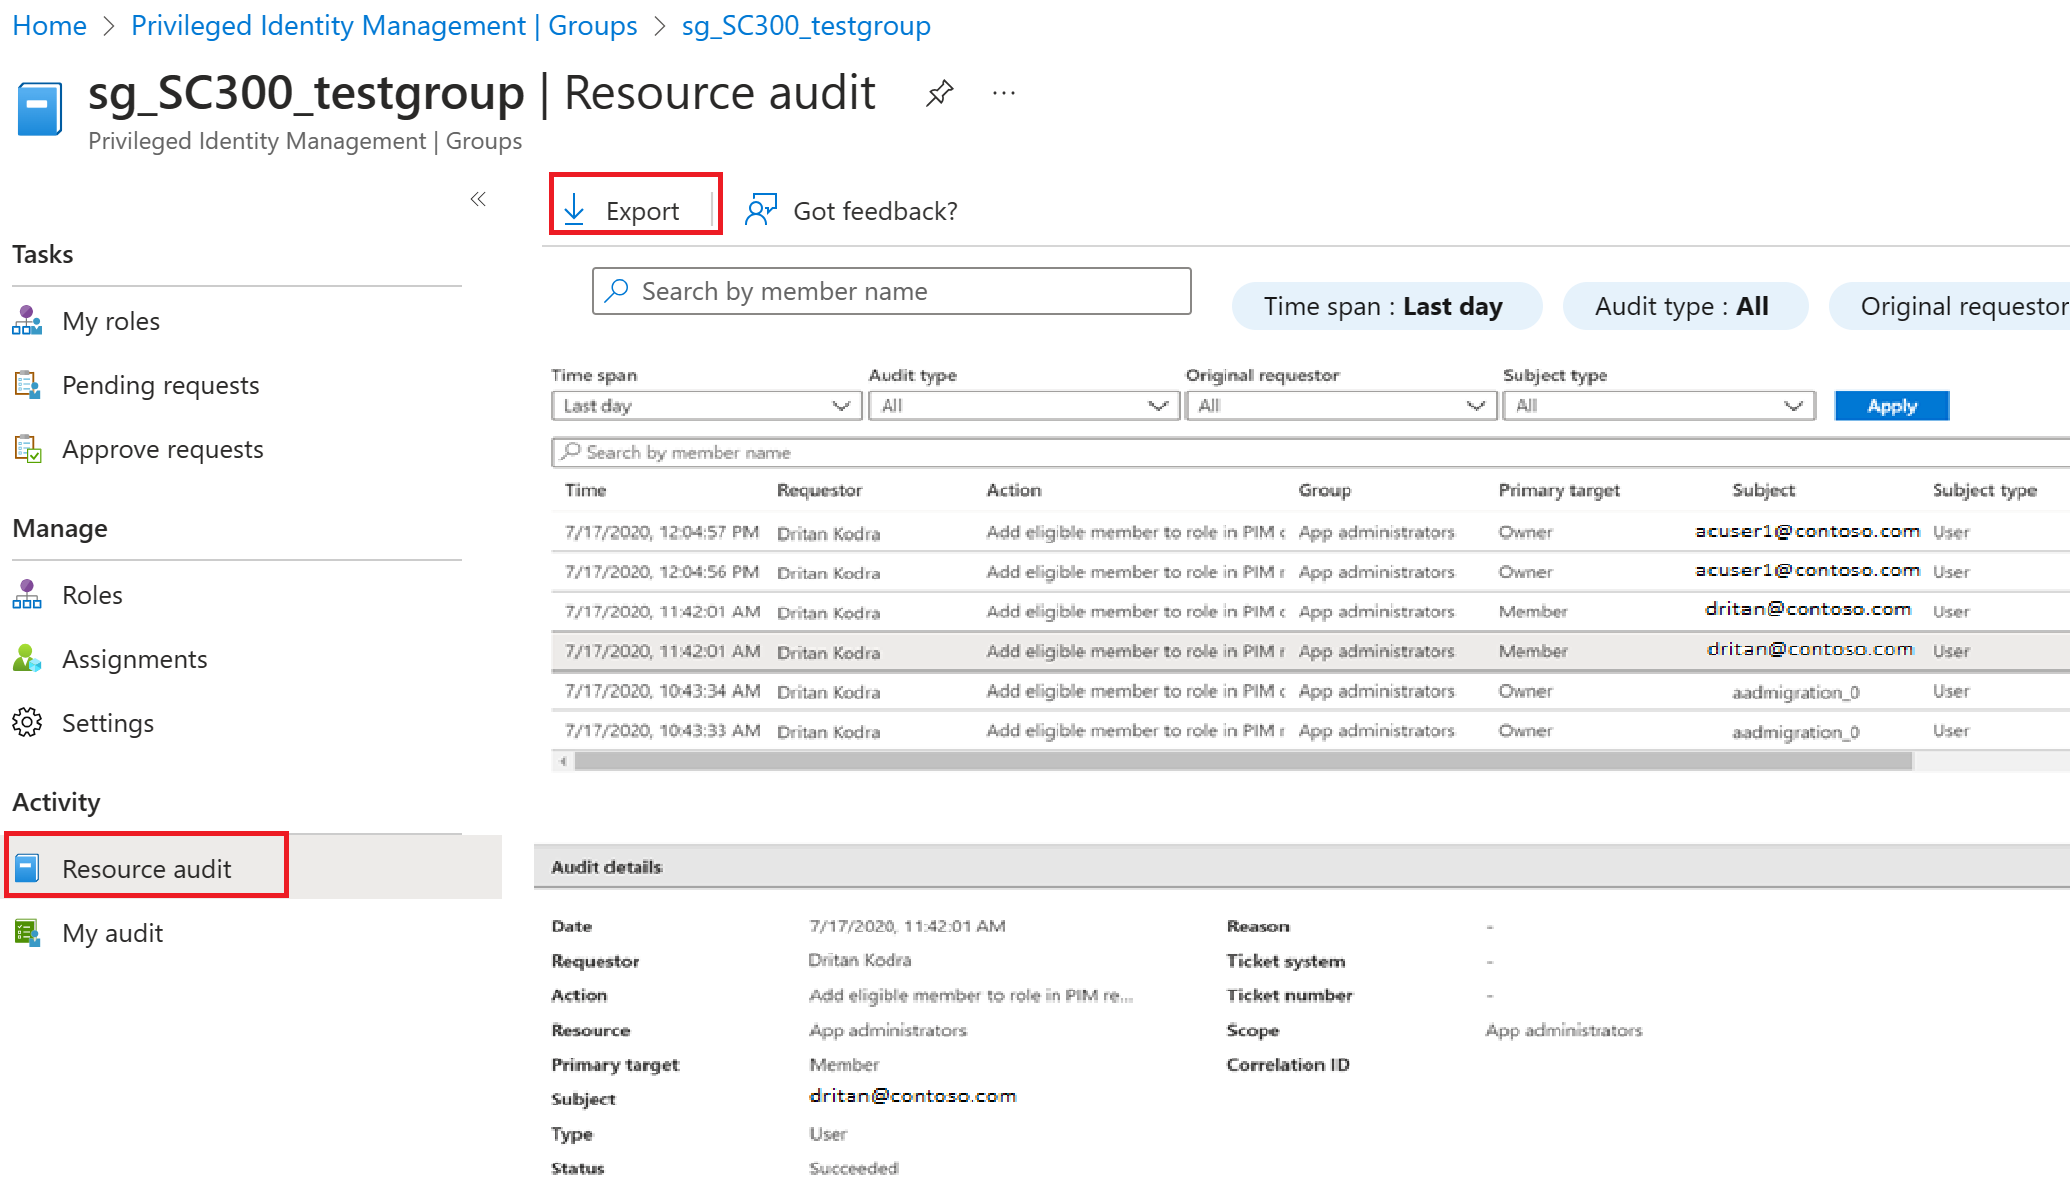 Home > Privileged Identity Management | Groups > sg_SC300_testgroup
sg_SC300_testgroup | Resource audit ...
Privileged Identity Management | Groups
«
Export Got feedback?
Tasks
My roles
Pending requests
Approve requests
Manage
Roles
Assignments
Settings
Activity
Resource audit
My audit
Search by member name Time span : Last day Audit type : All Original requestor
Time span Audit type Original requestor Subject type
Last day All All All Apply
Search by member name
Time Requestor Action Group Primary target Subject Subject type
7/17/2020, 12:04:57 PM Dritan Kodra Add eligible member to role in PIM c App administrators Owner acuser1@contoso.com User
7/17/2020, 12:04:56 PM Dritan Kodra Add eligible member to role in PIM r App administrators Owner acuser1@contoso.com User
7/17/2020, 11:42:01 AM Dritan Kodra Add eligible member to role in PIM c App administrators Member dritan@contoso.com User
7/17/2020, 11:42:01 AM Dritan Kodra Add eligible member to role in PIM r App administrators Member dritan@contoso.com User
7/17/2020, 10:43:34 AM Dritan Kodra Add eligible member to role in PIM c App administrators Owner aadmigration_0 User
7/17/2020, 10:43:33 AM Dritan Kodra Add eligible member to role in PIM r App administrators Owner aadmigration_0 User
Audit details
Date 7/17/2020, 11:42:01 AM Reason -
Requestor Dritan Kodra Ticket system -
Action Add eligible member to role in PIM re... Ticket number -
Resource App administrators Scope App administrators
Primary target Member Correlation ID
Subject dritan@contoso.com
Type User
Status Succeeded